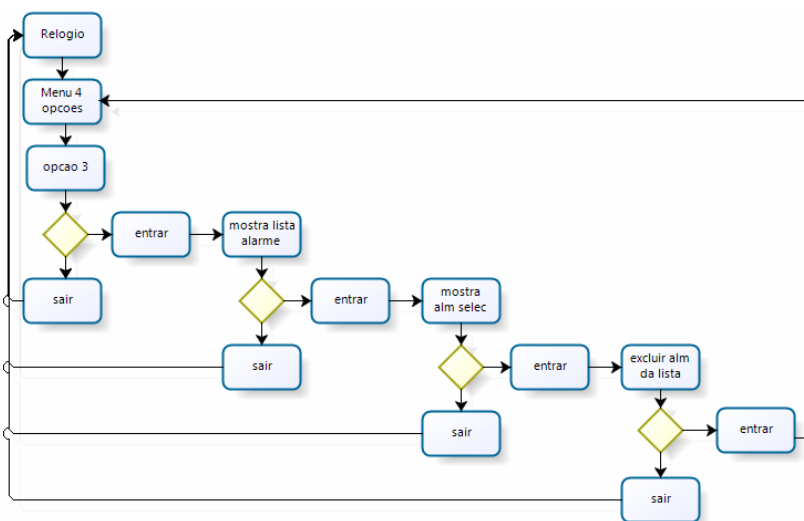 Relogio
Menu 4
opcoes
opcao 3
entrar
mostra lista
alarme
sair
entrar
mostra
alm selec
sair
entrar
excluir alm
da lista
sair
entrar
sair